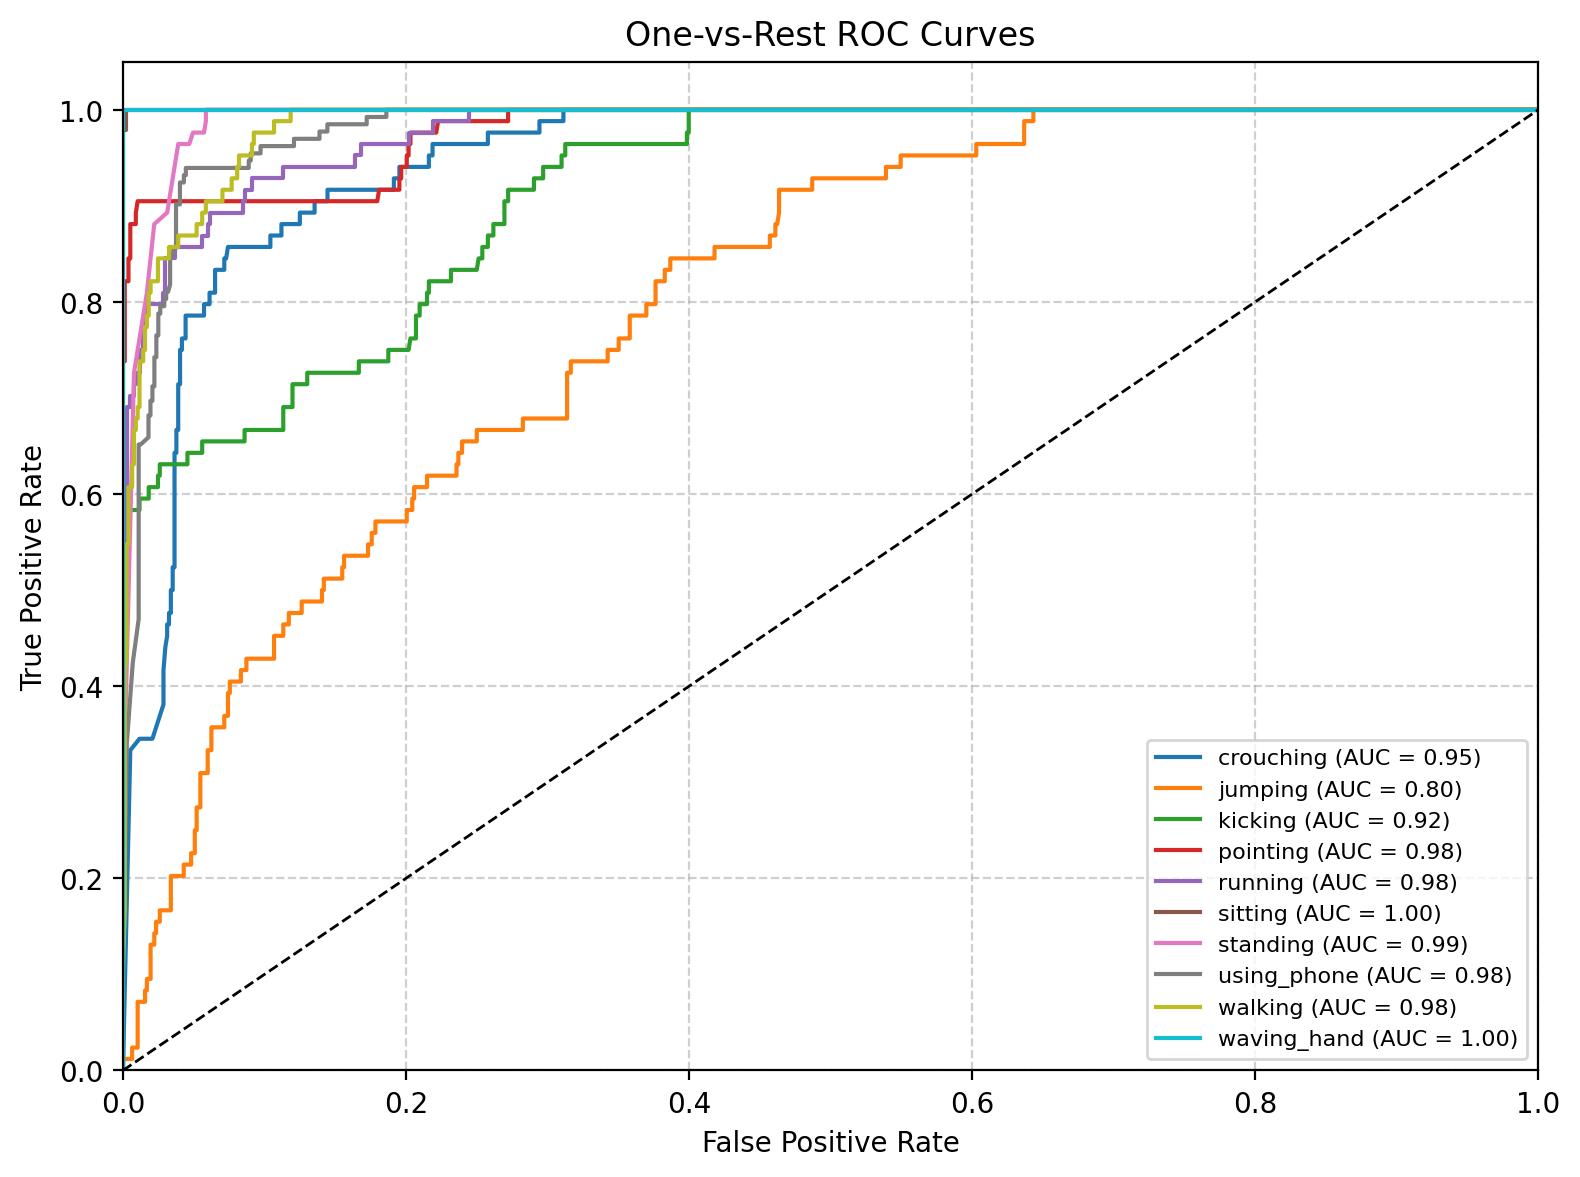 One-vs-Rest ROC Curves
True Positive Rate
1.0
0.8
0.6
0.4
0.2
0.0
crouching (AUC = 0.95)
jumping (AUC = 0.80)
kicking (AUC = 0.92)
pointing (AUC = 0.98)
running (AUC = 0.98)
sitting (AUC = 1.00)
standing (AUC = 0.99)
using_phone (AUC = 0.98)
walking (AUC = 0.98)
waving_hand (AUC = 1.00)
0.0 0.2 0.4 0.6 0.8 1.0
False Positive Rate